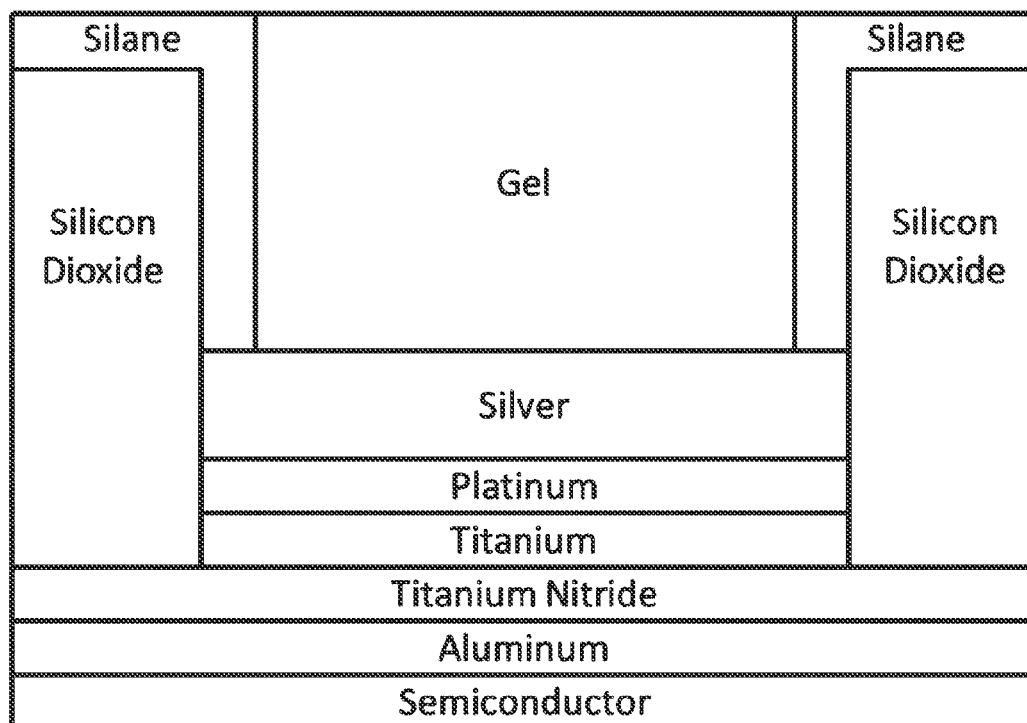 Silane
Silane
Gel
Silicon
Dioxide
Silicon
Dioxide
Silver
Platinum
Titanium
Titanium Nitride
Aluminum
Semiconductor